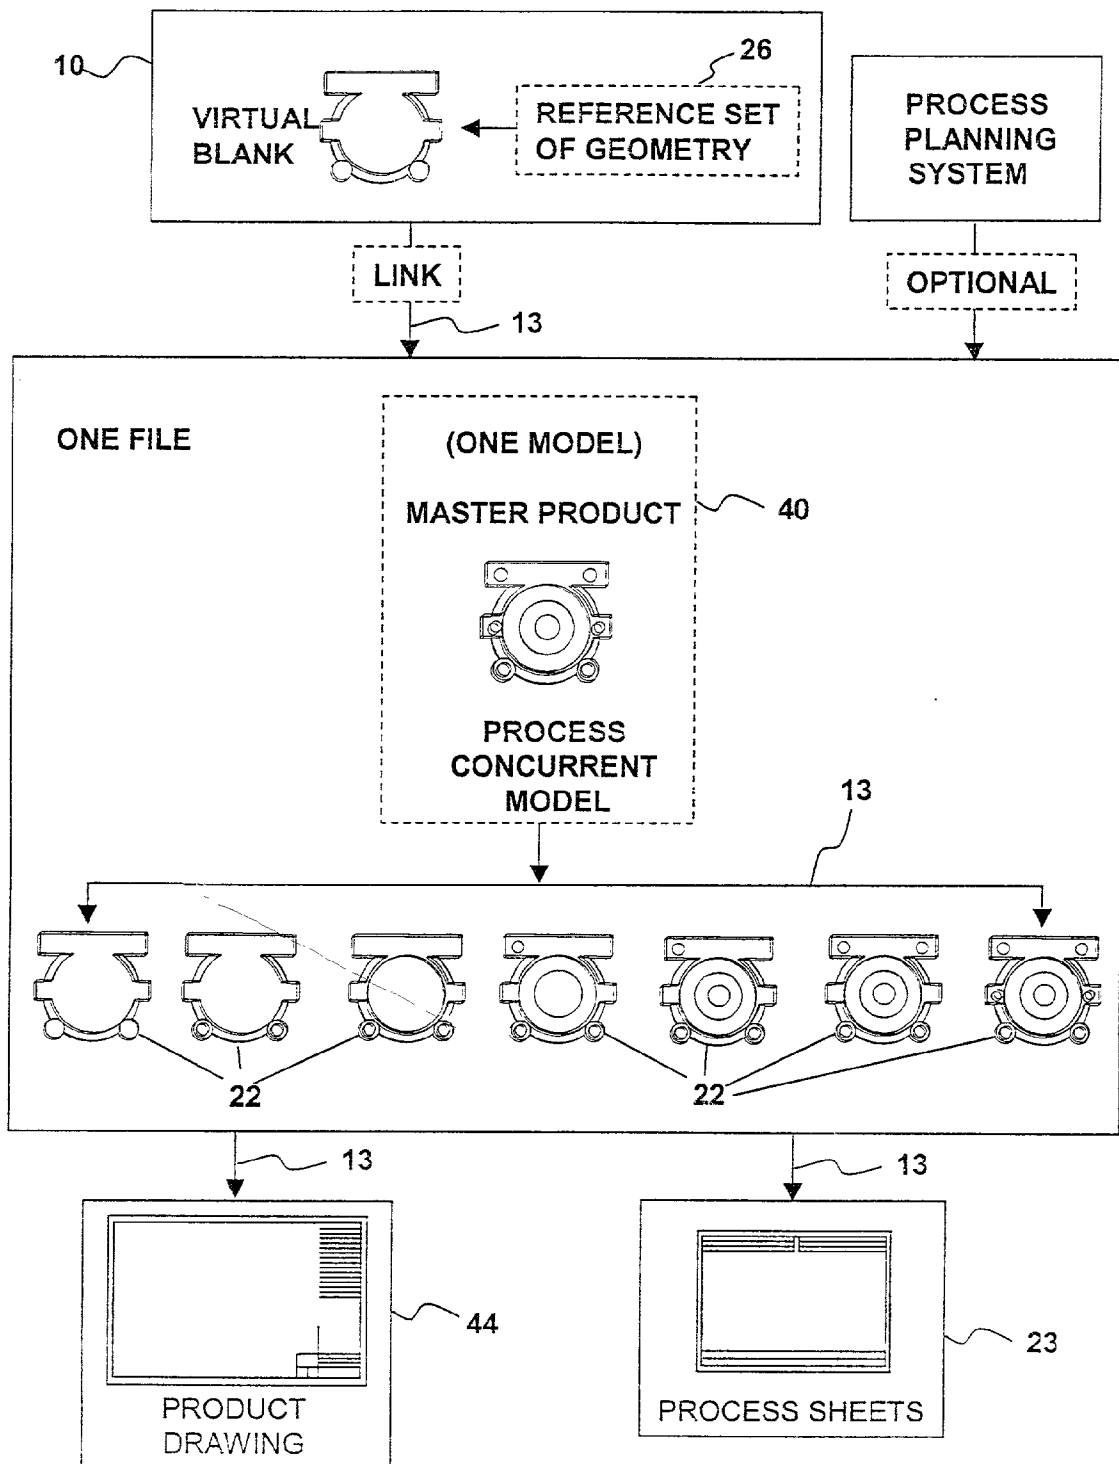 10
VIRTUAL
BLANK
26
REFERENCE SET
OF GEOMETRY
PROCESS
PLANNING
SYSTEM
LINK
13
OPTIONAL
ONE FILE
(ONE MODEL)
MASTER PRODUCT
40
PROCESS
CONCURRENT
MODEL
13
22
22
13
13
44
PRODUCT
DRAWING
23
PROCESS SHEETS